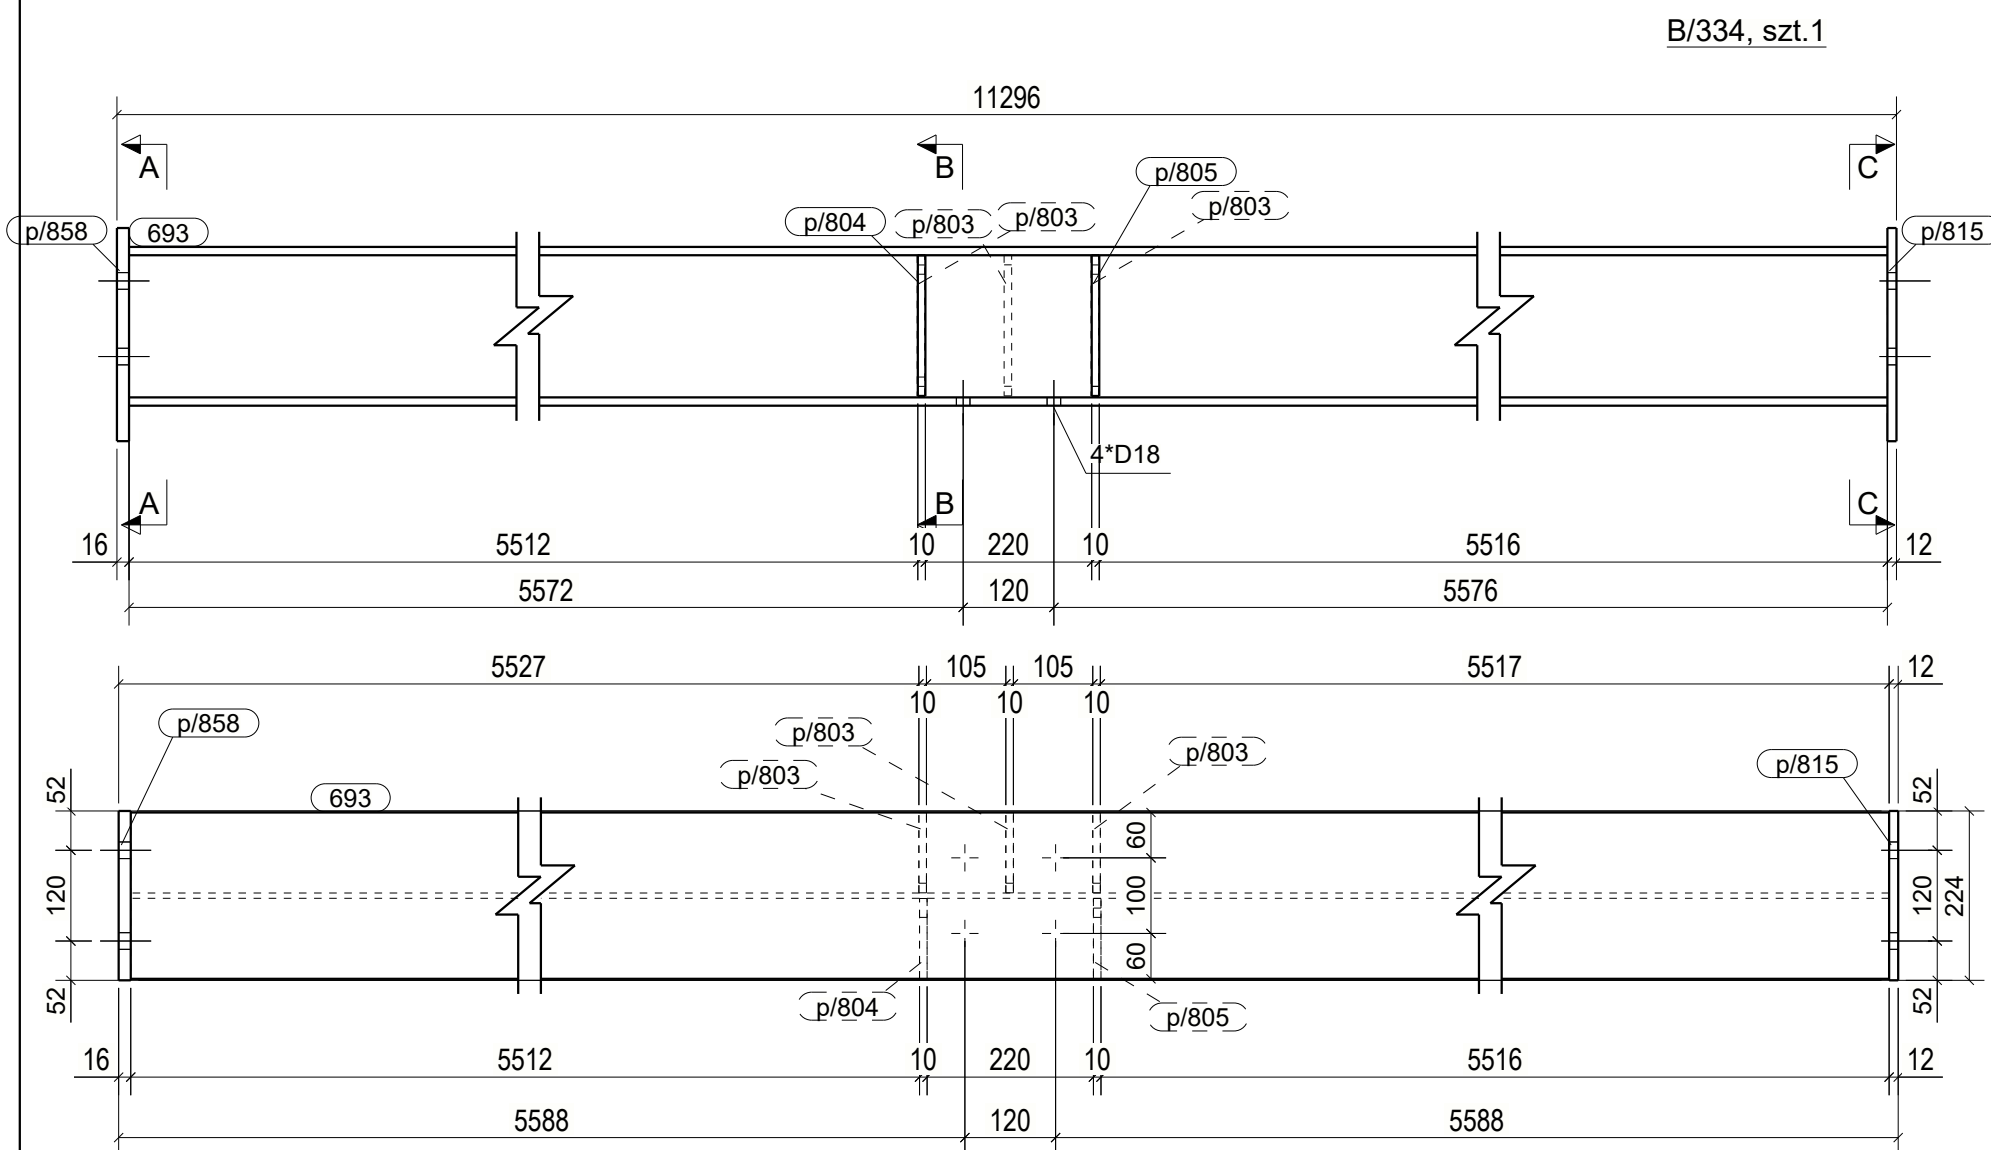 B/334, szt.1
11296
A B C
p/805
p/858 693 p/804 p/803 p/803 p/803 p/815
4*D18
A B C
16 5512 10 220 10 5516 12
5572 120 5576
5527 105 105 5517 12
10 10 10
p/858 p/803 p/803
p/803 p/815
693
52 52
60
120 100 120 224
60
52 52
p/804 p/805
16 5512 10 220 10 5516 12
5588 120 5588